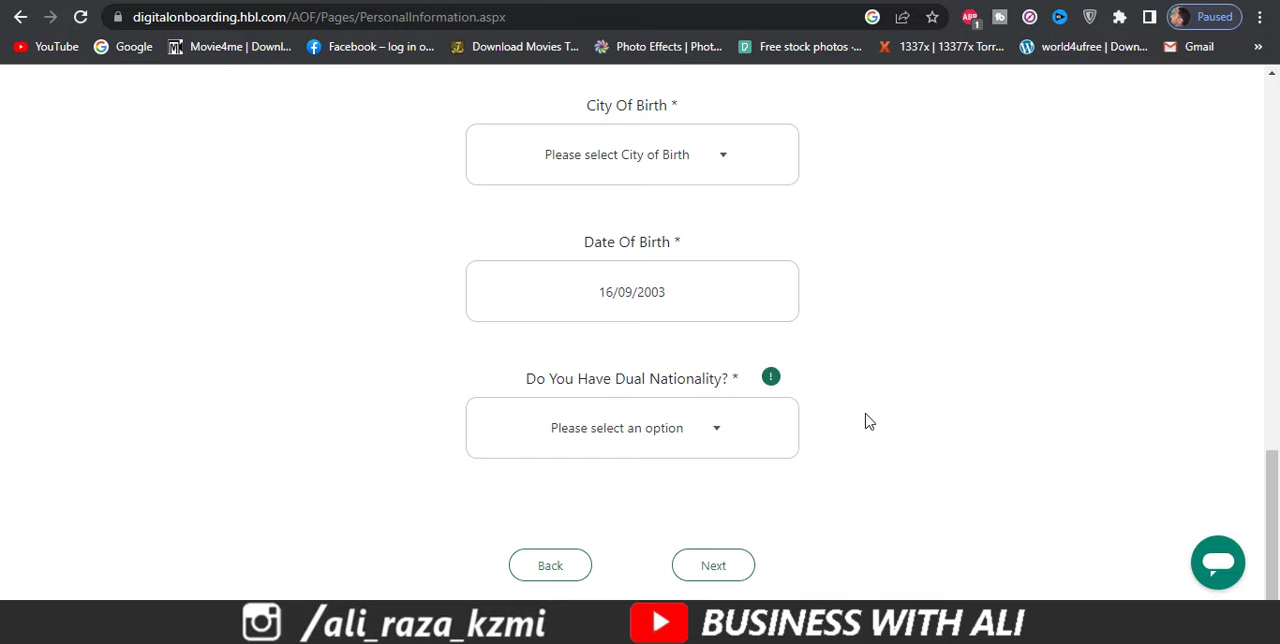 digitalonboarding.hbl.com/AOF/Pages/PersonalInformation.aspx
ABP
1
Paused
YouTube
Google
Movie4me | Downl...
Facebook – log in o...
Download Movies T...
Photo Effects | Phot...
Free stock photos -...
1337x | 13377x Torr...
world4ufree | Down...
Gmail
»
City Of Birth *
Please select City of Birth
Date Of Birth *
16/09/2003
Do You Have Dual Nationality? *
!
Please select an option
Back
Next
/ali_raza_kzmi
BUSINESS WITH ALI